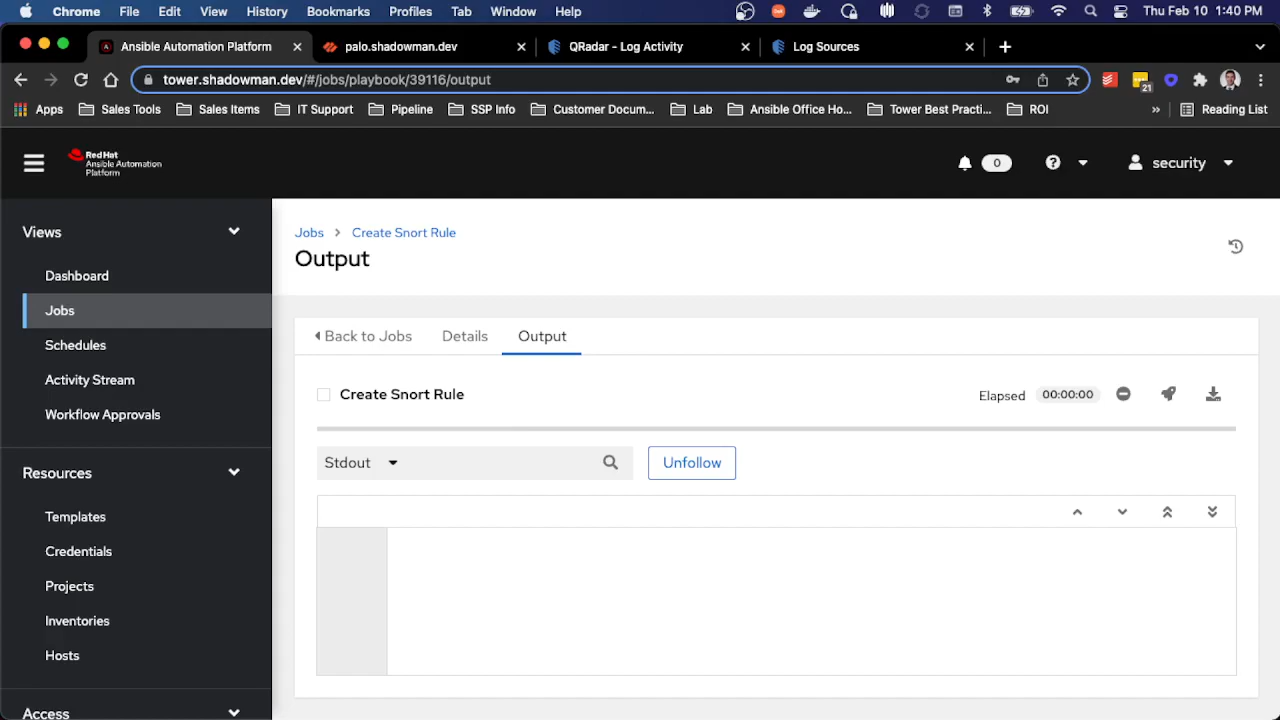 Chrome File Edit View History Bookmarks Profiles Tab Window Help Thu Feb 10 1:40 PM
Ansible Automation Platform palo.shadowman.dev QRadar - Log Activity Log Sources
tower.shadowman.dev/#/jobs/playbook/39116/output 21
Apps Sales Tools Sales Items IT Support Pipeline SSP Info Customer Docum... Lab Ansible Office Ho... Tower Best Practi... ROI » Reading List
Red Hat
Ansible Automation
Platform
0 security
Views
Dashboard
Jobs
Schedules
Activity Stream
Workflow Approvals
Resources
Templates
Credentials
Projects
Inventories
Hosts
Access
Jobs Create Snort Rule
Output
Back to Jobs Details Output
Create Snort Rule Elapsed 00:00:00
Stdout Unfollow